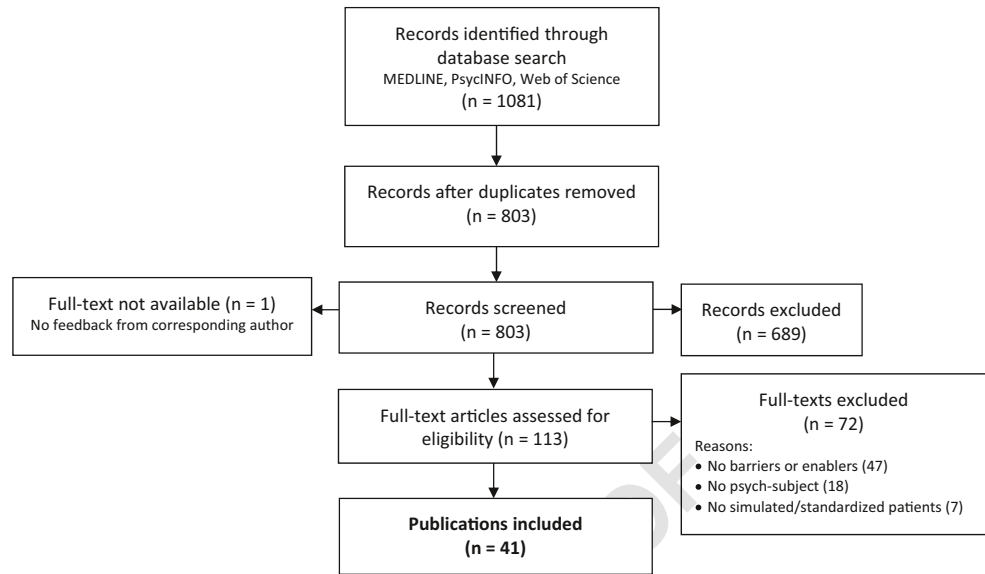 Records identified through
database search
MEDLINE, PsycINFO, Web of Science
(n = 1081)
Records after duplicates removed
(n = 803)
Full-text not available (n = 1)
No feedback from corresponding author
Records screened
(n = 803)
Records excluded
(n = 689)
Full-text articles assessed for
eligibility (n = 113)
Full-texts excluded
(n = 72)
Reasons:
• No barriers or enablers (47)
• No psych-subject (18)
• No simulated/standardized patients (7)
Publications included
(n = 41)